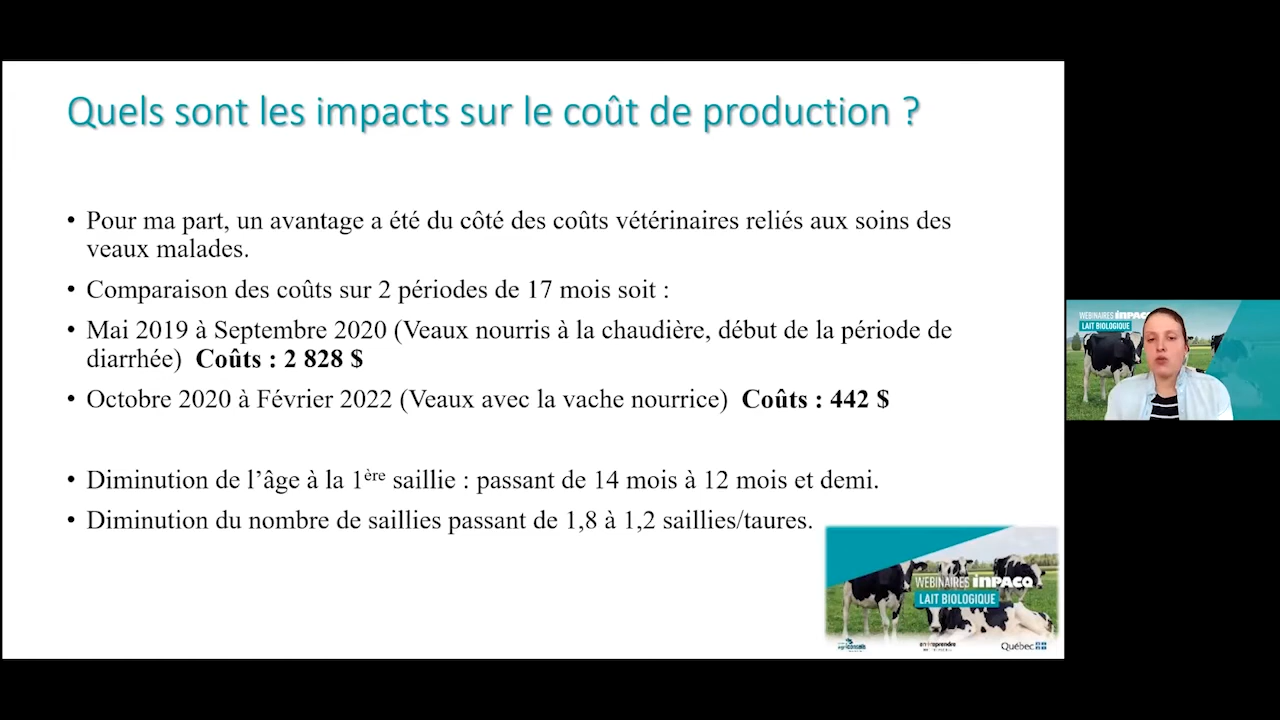 Quels sont les impacts sur le coût de production ?
• Pour ma part, un avantage a été du côté des coûts vétérinaires reliés aux soins des
veaux malades.
• Comparaison des coûts sur 2 périodes de 17 mois soit :
• Mai 2019 à Septembre 2020 (Veaux nourris à la chaudière, début de la période de
diarrhée) Coûts : 2 828 $
• Octobre 2020 à Février 2022 (Veaux avec la vache nourrice) Coûts : 442 $
• Diminution de l’âge à la 1ère saillie : passant de 14 mois à 12 mois et demi.
• Diminution du nombre de saillies passant de 1,8 à 1,2 saillies/taures.
WEBINAIRES INPACQ
LAIT BIOLOGIQUE
Québec
WEBINAIRES INPACQ
LAIT BIOLOGIQUE